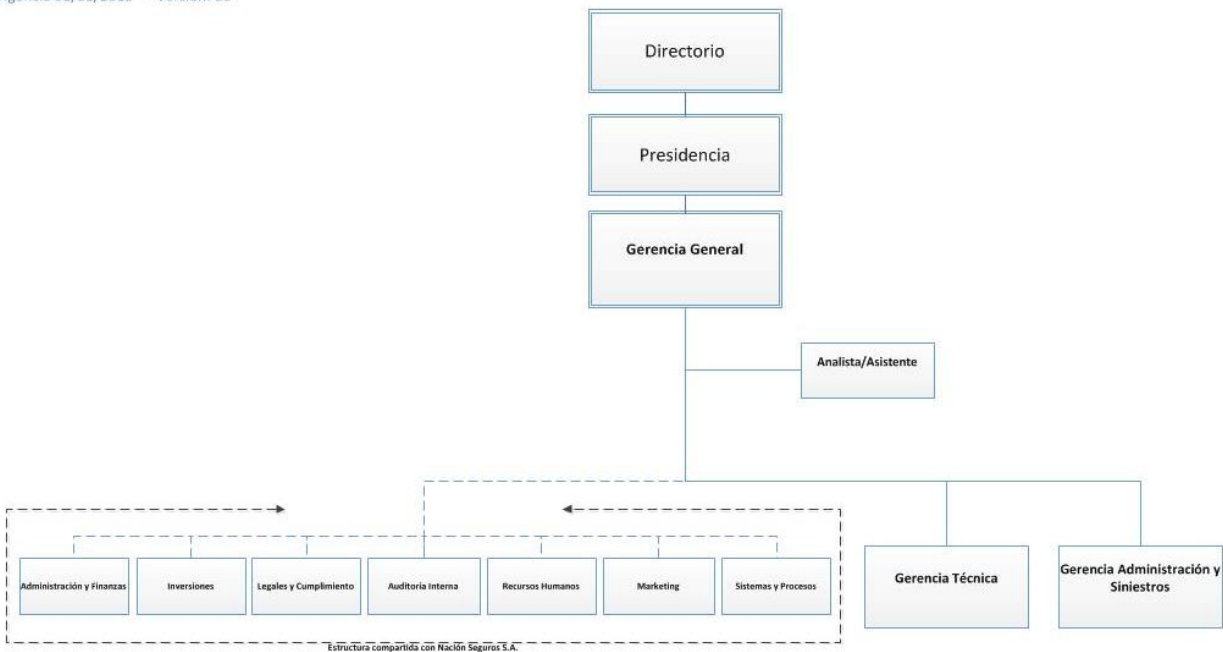 Directorio
Presidencia
Gerencia General
Analista/Asistente
Administración y Finanzas
Inversiones
Legales y Cumplimiento
Auditoría Interna
Recursos Humanos
Marketing
Sistemas y Procesos
Gerencia Técnica
Gerencia Administración y
Siniestros
Estructura compartida con Nación Seguros S.A.